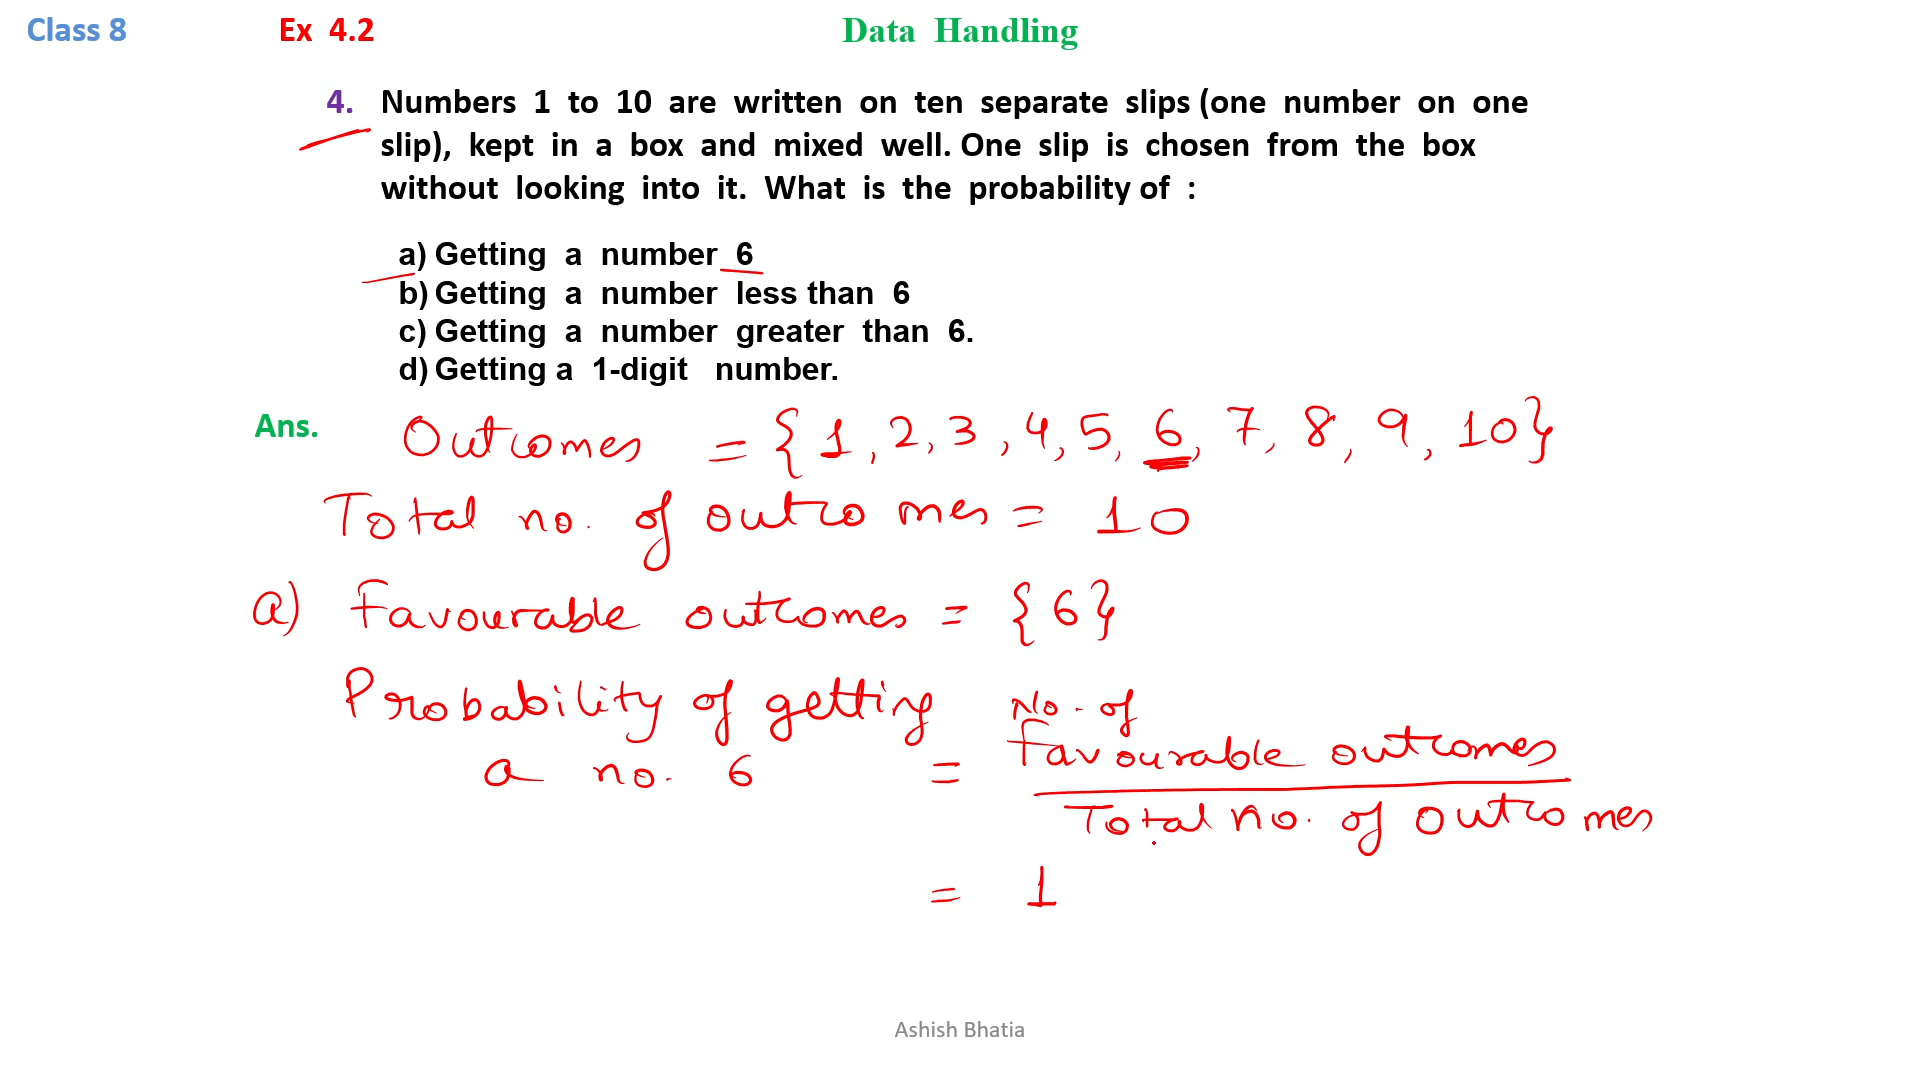 Class 8 Ex 4.2 Data Handling
4. Numbers 1 to 10 are written on ten separate slips (one number on one
slip), kept in a box and mixed well. One slip is chosen from the box
without looking into it. What is the probability of :
a) Getting a number 6
b) Getting a number less than 6
c) Getting a number greater than 6.
d) Getting a 1-digit number.
Ans. Outcomes = {1, 2, 3, 4, 5, 6, 7, 8, 9, 10}
Total no. of outcomes = 10
a) Favourable outcomes = {6}
Probability of getting No. of
a no. 6 = Favourable outcomes
Total no. of outcomes
= 1
Ashish Bhatia